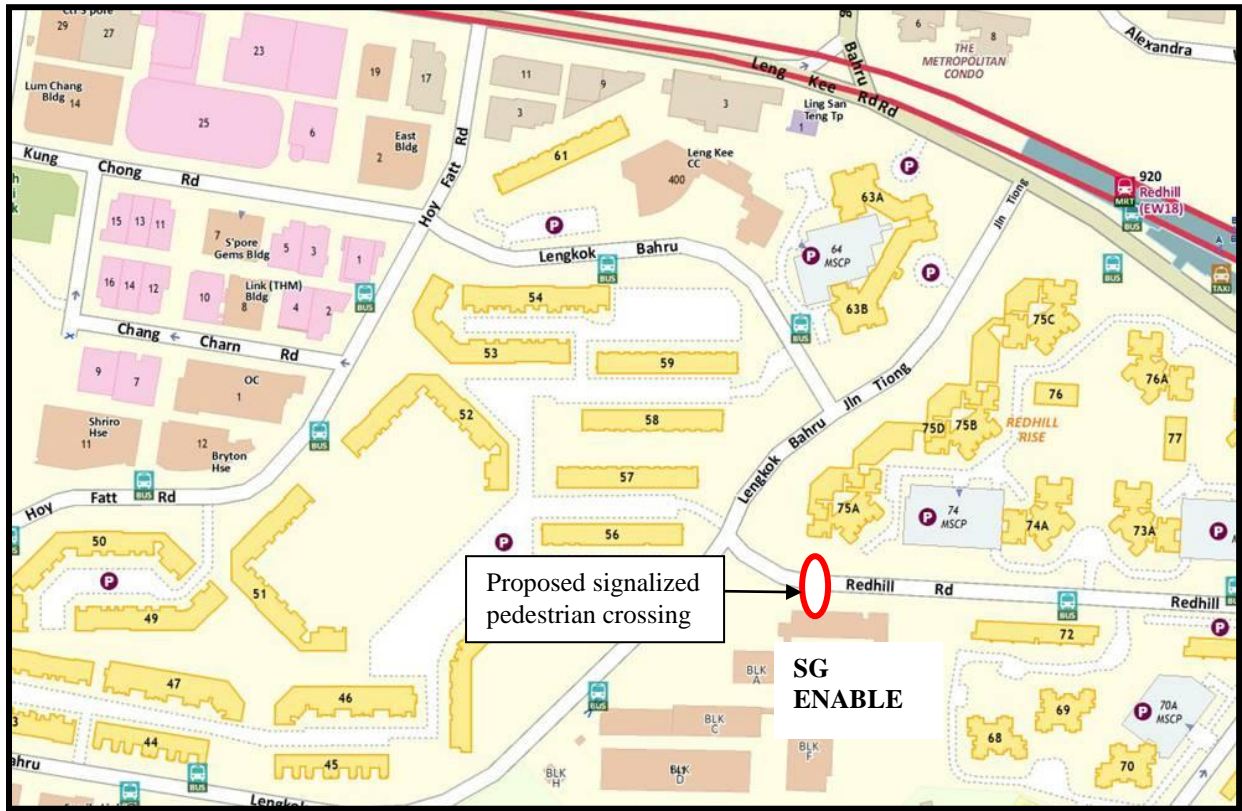 29
27
23
19
17
11
9
3
3
6
8
THE
METROPOLITAN
CONDO
Alexandra
Bahru
Leng Kee Rd
Rd
Lum Chang
Bldg
14
25
6
East
Bldg
2
Hoy Fatt Rd
61
Leng Kee
CC
400
Ling San
Teng Tp
1
P
Kung Chong Rd
15
13
11
7
S'pore
Gems Bldg
5
3
1
BUS
P
Lengkok Bahru
BUS
63A
P
64
MSCP
P
63B
BUS
Jln Tiong
MRT
920
Redhill
(EW18)
BUS
BUS
A
TAXI
16
14
12
10
Link (THM)
Bldg
8
4
2
Chang Charn Rd
54
53
59
58
57
56
52
Lengkok Bahru
Jln Tiong
75C
76
76A
REDHILL
RISE
77
75D
75B
75A
P
74
MSCP
74A
73A
P
9
7
OC
1
Shriro
Hse
11
12
Bryton
Hse
BUS
BUS
Hoy Fatt Rd
BUS
50
P
49
51
P
Proposed signalized
pedestrian crossing
Redhill Rd
BUS
Redhill
BUS
P
72
SG
ENABLE
BLK
A
BLK
C
BLK
D
BLK
F
BLK
H
BUS
47
46
44
45
BUS
BUS
Lengkok
69
68
70
P
70A
MSCP